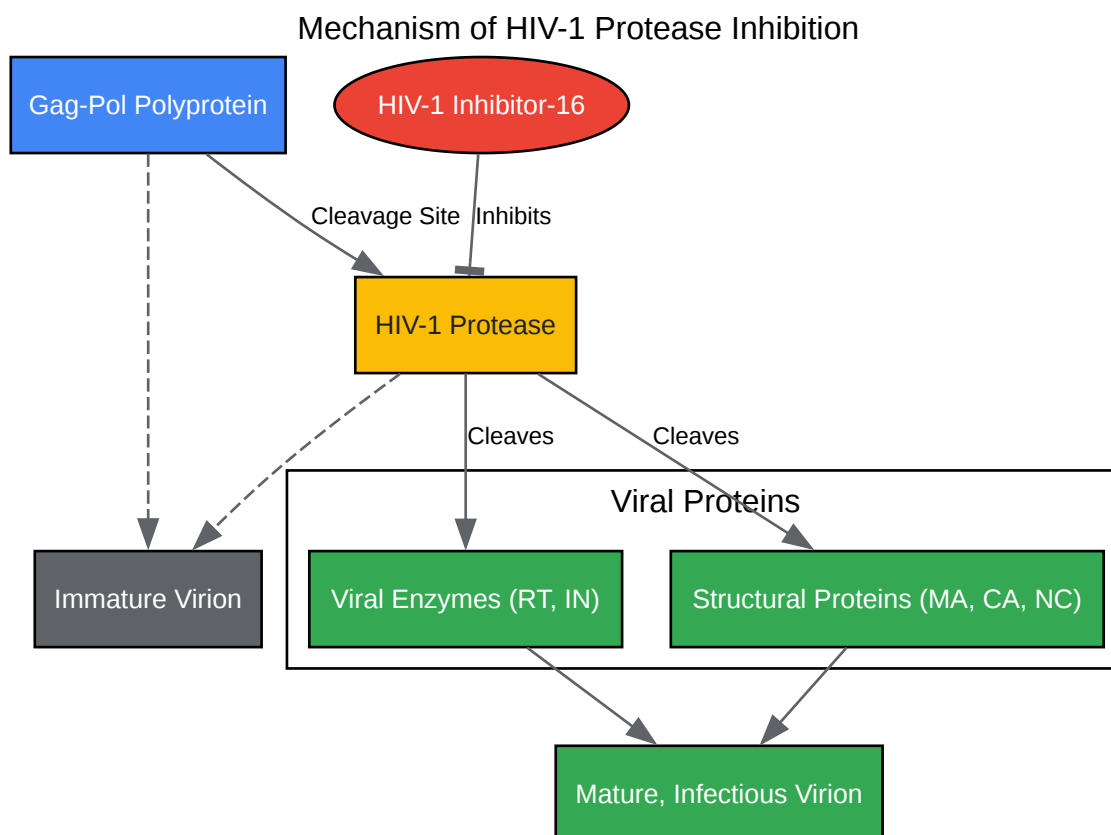 Mechanism of HIV-1 Protease Inhibition
Gag-Pol Polyprotein
HIV-1 Inhibitor-16
Cleavage Site
Inhibits
HIV-1 Protease
Cleaves
Cleaves
Viral Proteins
Immature Virion
Viral Enzymes (RT, IN)
Structural Proteins (MA, CA, NC)
Mature, Infectious Virion